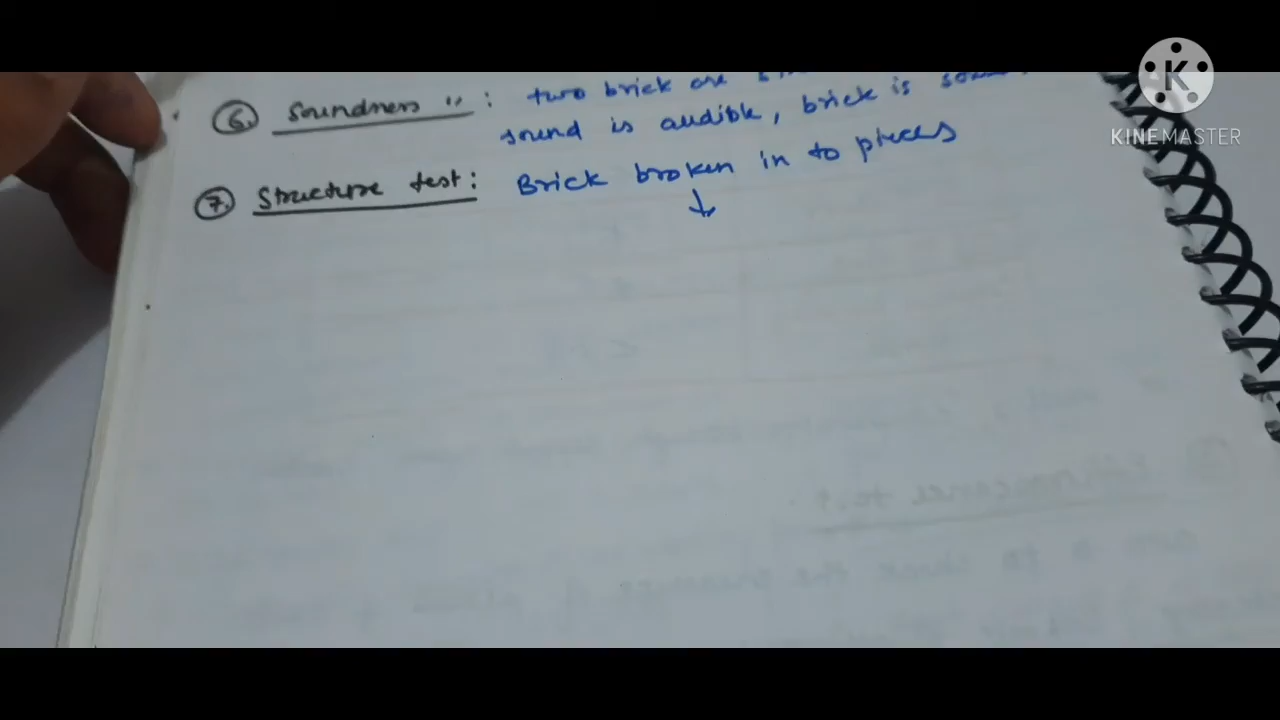 6. Soundness " : two brick are
sound is audible, brick is
7. Structure test : Brick broken in to pieces
↓
K
KINEMASTER